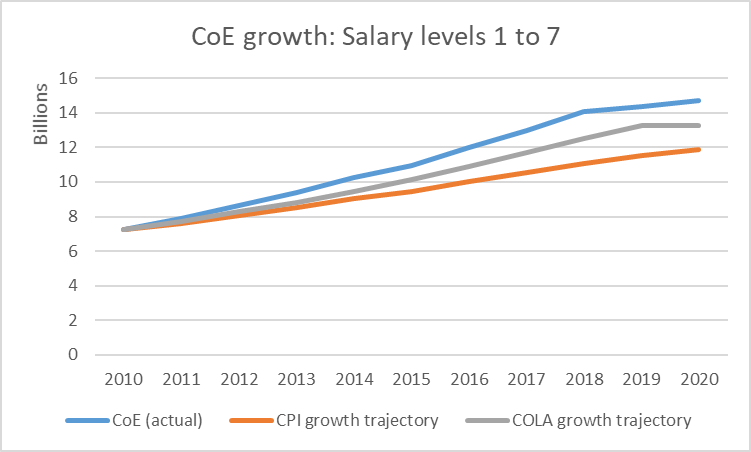 CoE growth: Salary levels 1 to 7
Billions
16
14
12
10
8
6
4
2
0
2010 2011 2012 2013 2014 2015 2016 2017 2018 2019 2020
CoE (actual) CPI growth trajectory COLA growth trajectory